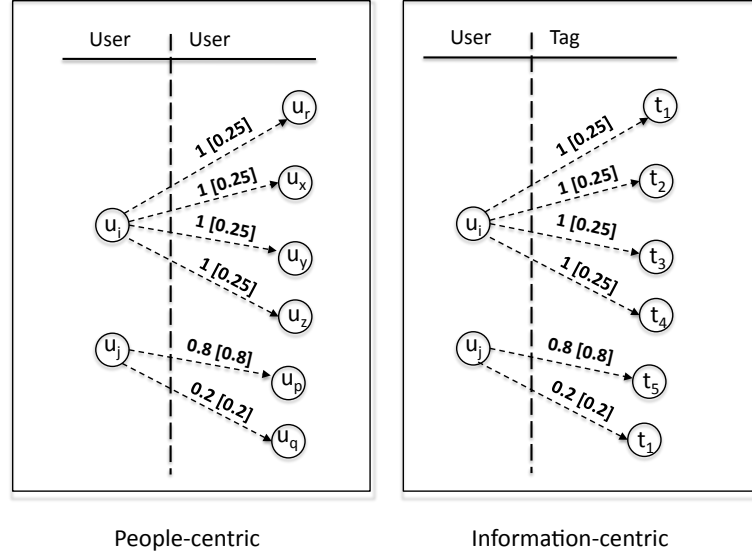 User User
u_r
1 [0.25]
u_x
1 [0.25]
u_i
1 [0.25]
u_y
1 [0.25]
u_z
u_j
0.8 [0.8]
u_p
0.2 [0.2]
u_q
People-centric
User Tag
t_1
1 [0.25]
t_2
1 [0.25]
u_i
1 [0.25]
t_3
1 [0.25]
t_4
u_j
0.8 [0.8]
t_5
0.2 [0.2]
t_1
Information-centric